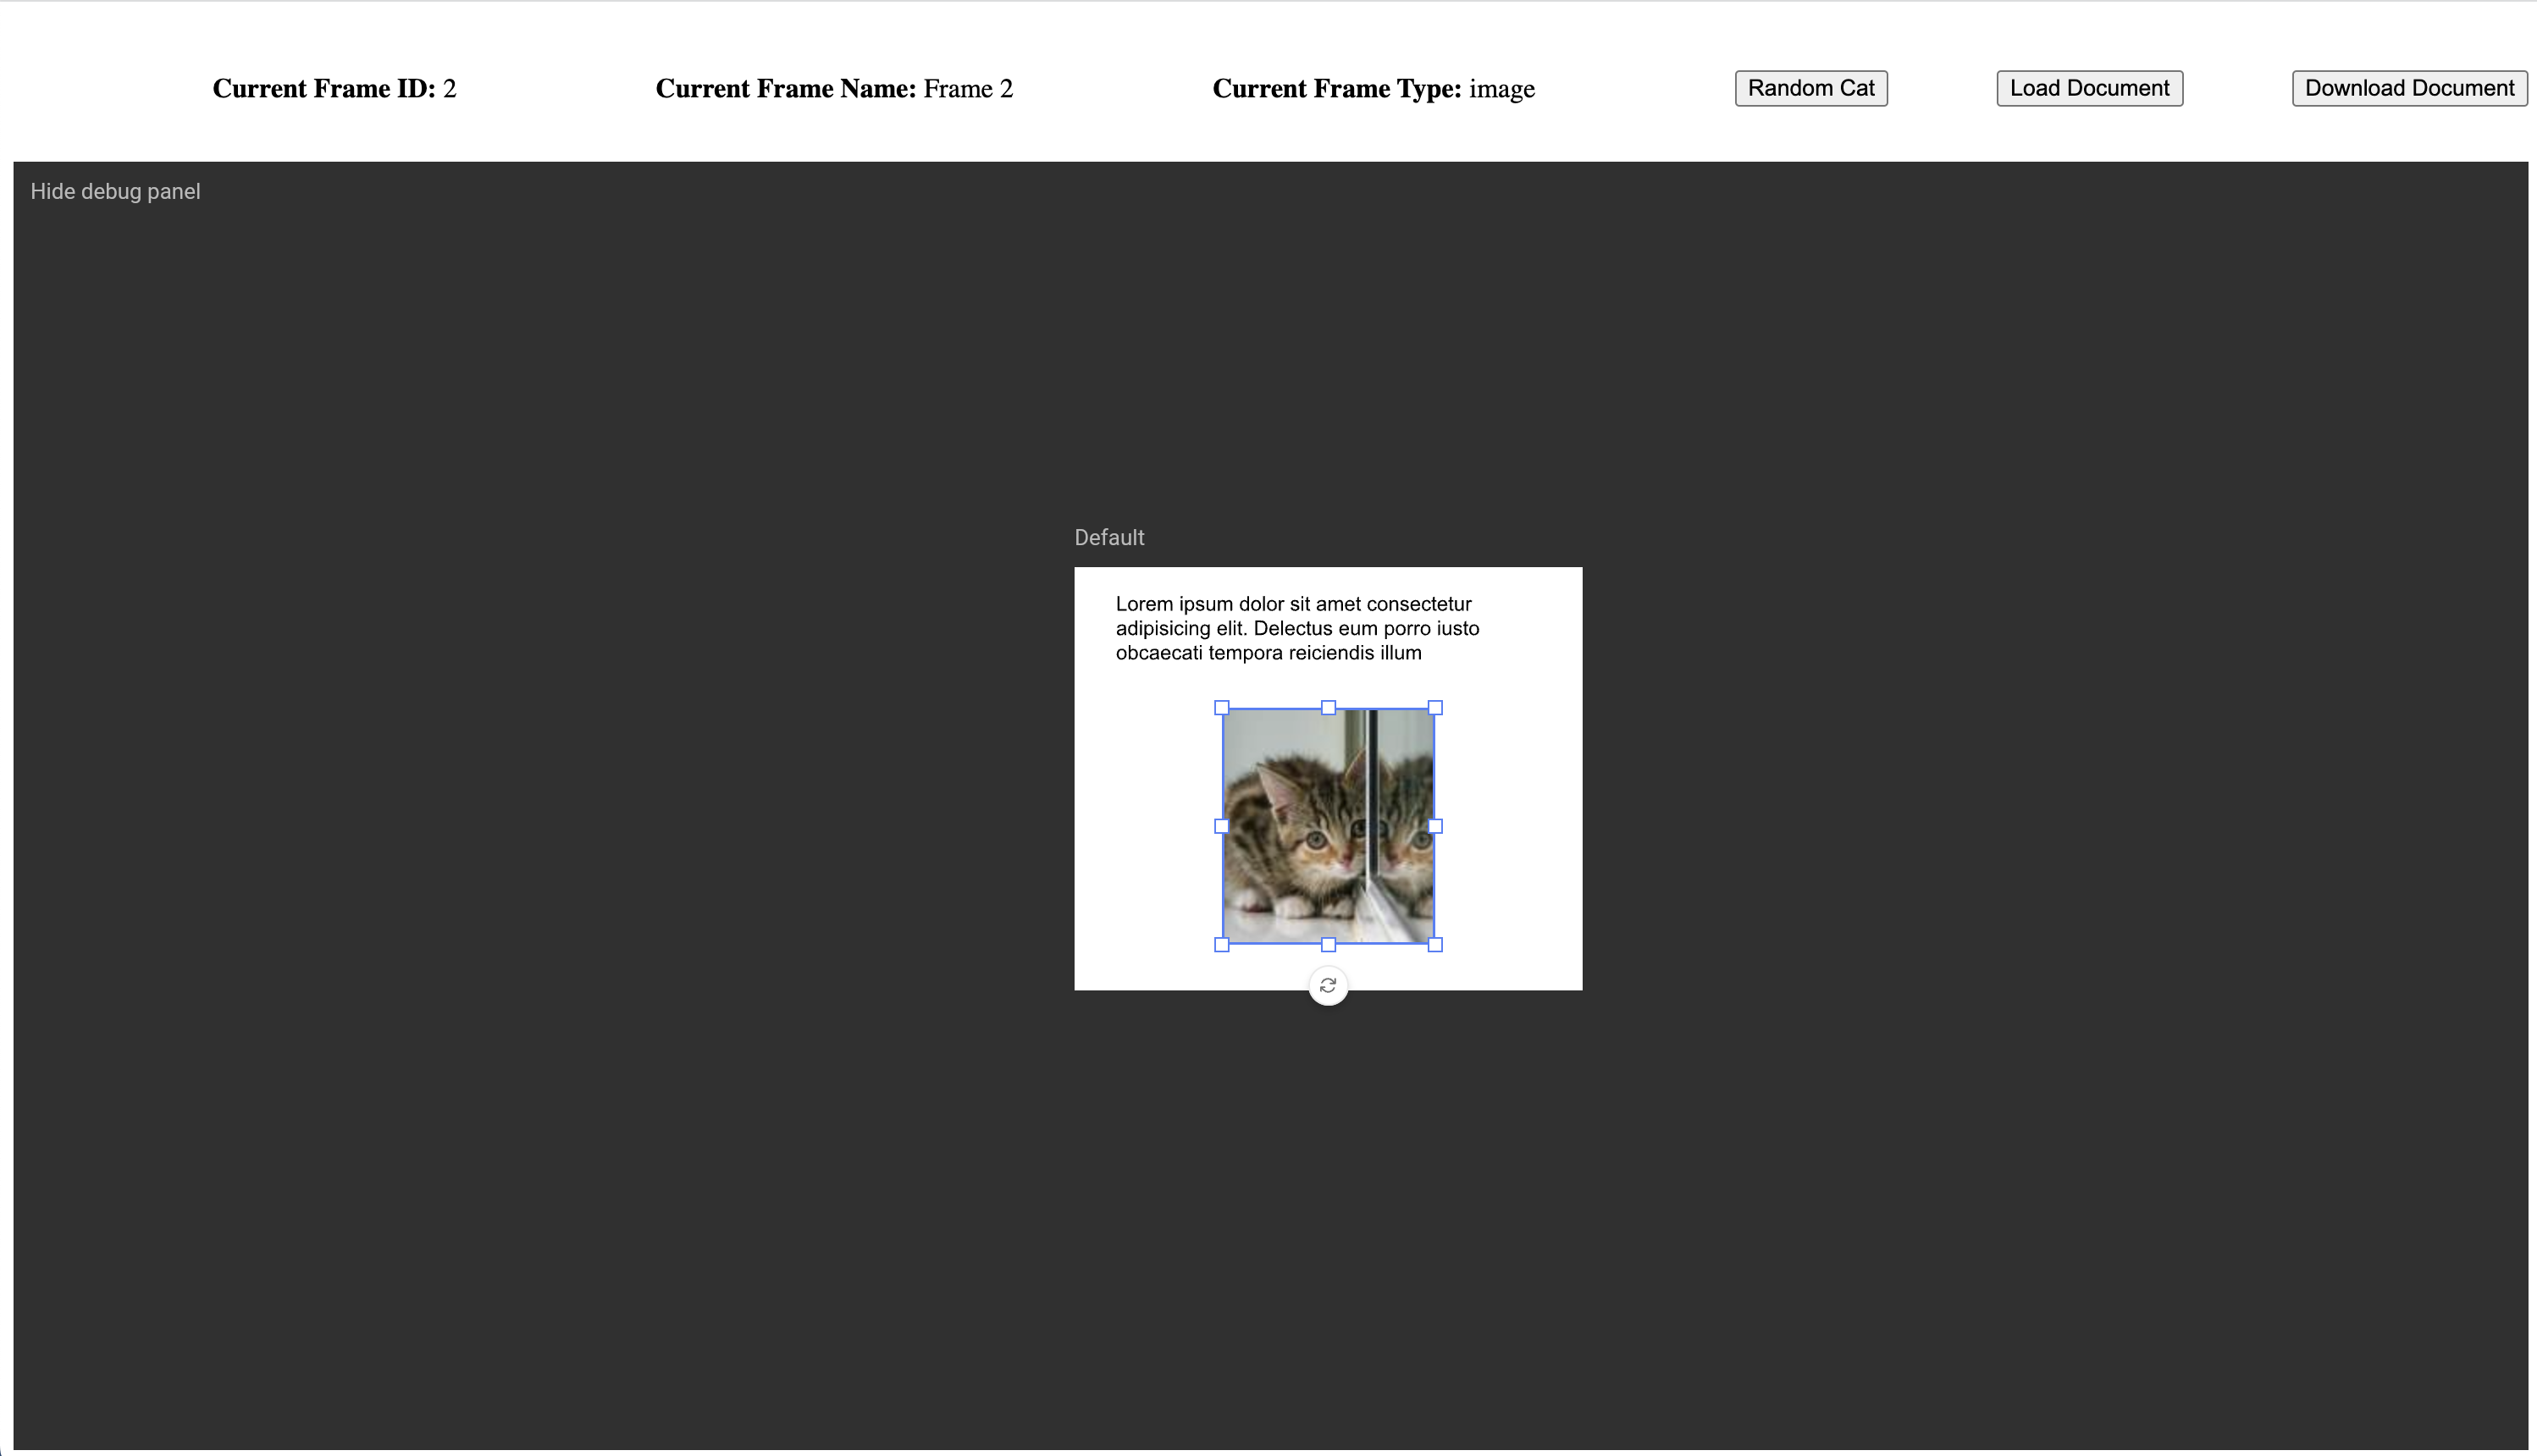 Current Frame ID: 2
Current Frame Name: Frame 2
Current Frame Type: image
Random Cat
Load Document
Download Document
Hide debug panel
Default
Lorem ipsum dolor sit amet consectetur
adipisicing elit. Delectus eum porro iusto
obcaecati tempora reiciendis illum